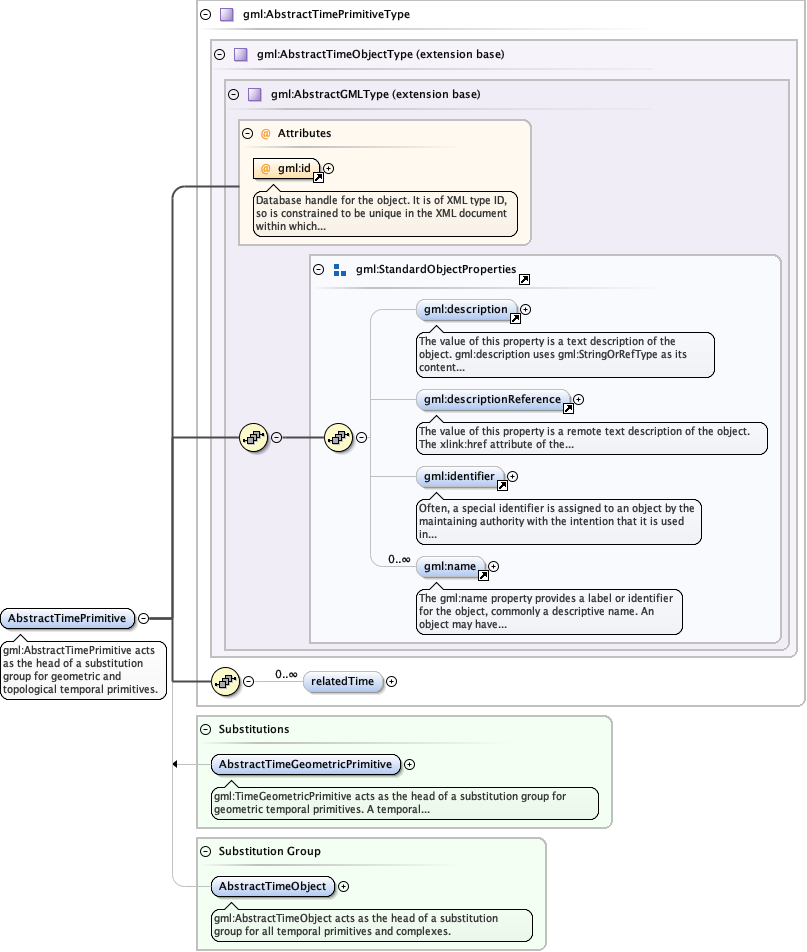 gml:AbstractTimePrimitiveType
gml:AbstractTimeObjectType (extension base)
gml:AbstractGMLType (extension base)
@ Attributes
@ gml:id
Database handle for the object. It is of XML type ID,
so is constrained to be unique in the XML document
within which...
gml:StandardObjectProperties
gml:description
The value of this property is a text description of the
object. gml:description uses gml:StringOrRefType as its
content...
gml:descriptionReference
The value of this property is a remote text description of the object.
The xlink:href attribute of the...
gml:identifier
Often, a special identifier is assigned to an object by the
maintaining authority with the intention that it is used
in...
0..∞
gml:name
The gml:name property provides a label or identifier
for the object, commonly a descriptive name. An
object may have...
AbstractTimePrimitive
gml:AbstractTimePrimitive acts
as the head of a substitution
group for geometric and
topological temporal primitives.
0..∞
relatedTime
Substitutions
AbstractTimeGeometricPrimitive
gml:TimeGeometricPrimitive acts as the head of a substitution group for
geometric temporal primitives. A temporal...
Substitution Group
AbstractTimeObject
gml:AbstractTimeObject acts as the head of a substitution
group for all temporal primitives and complexes.